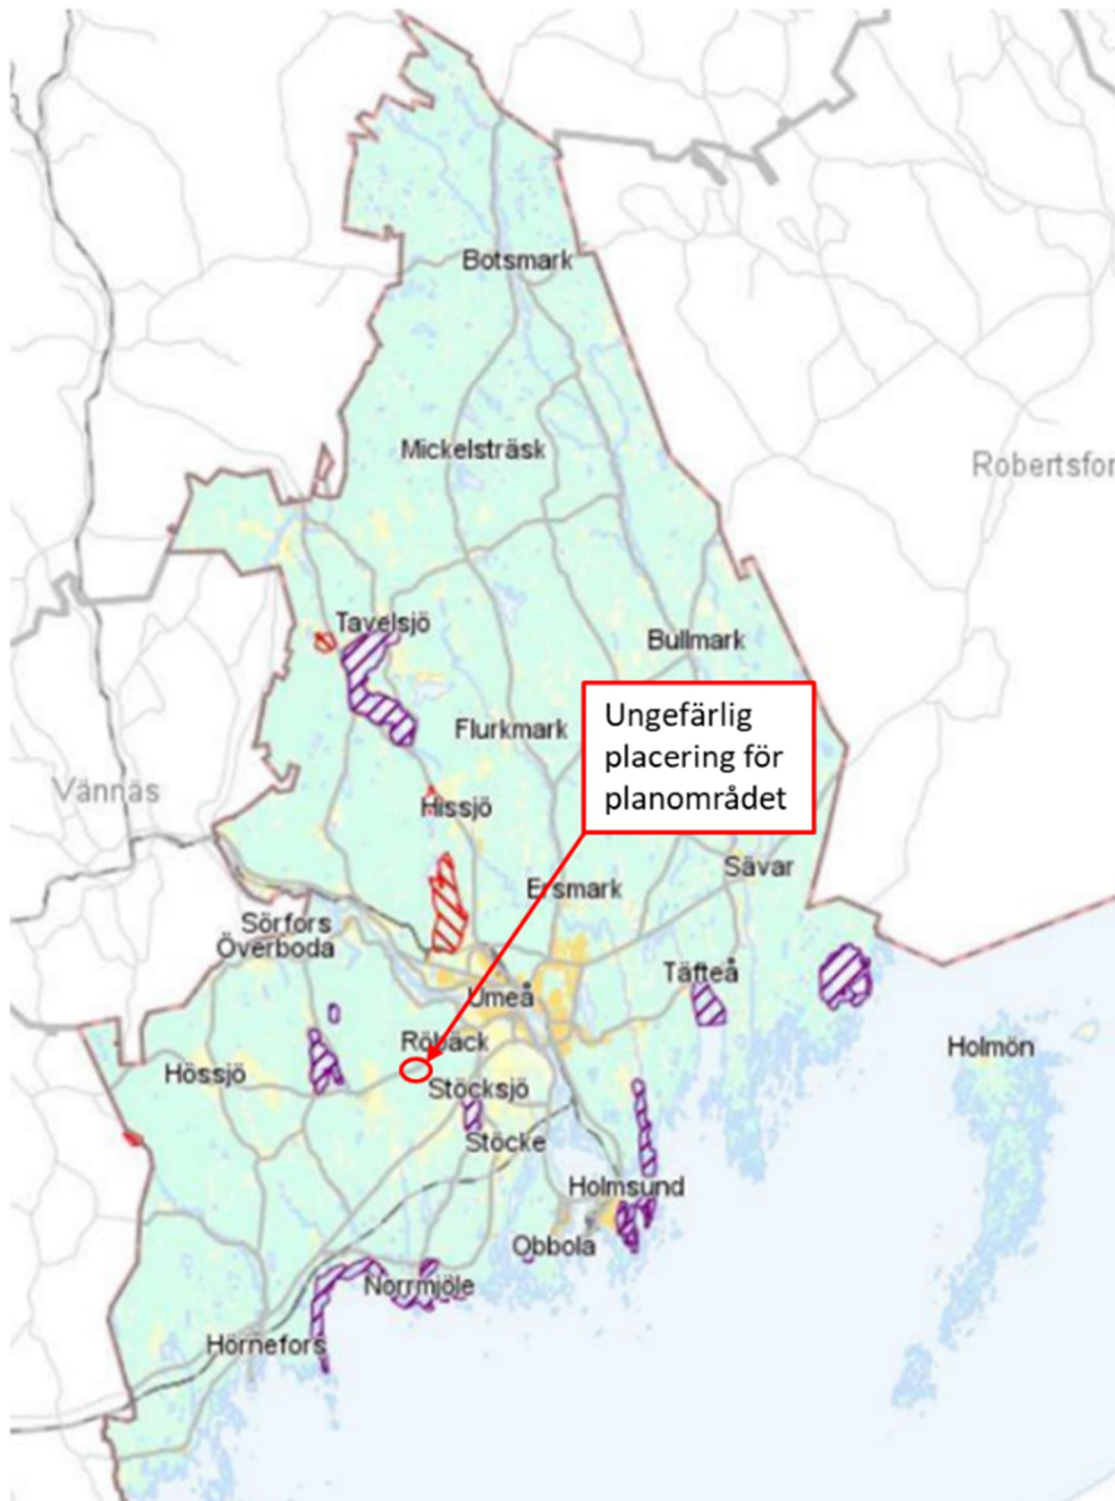 Botsmark
Mickelsträsk
Robertsfor
Tavelsjö
Bullmark
Ungefärlig
placering för
planområdet
Flurkmark
Vännäs
Hissjö
Sävar
Ersmark
Sörfors
Överboda
Täfteå
Umeå
Röbäck
Holmön
Hössjö
Stöcksjö
Stöcke
Holmsund
Obbola
Norrmjöle
Hörnefors